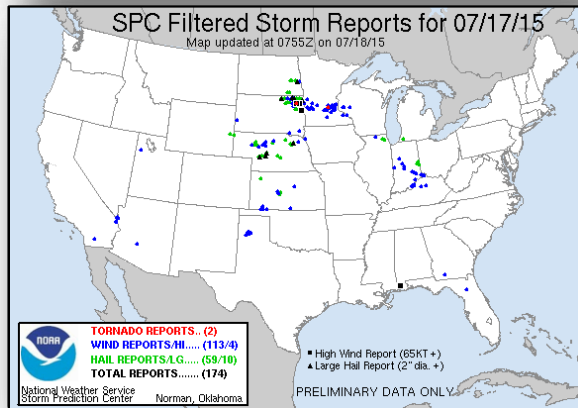 SPC Filtered Storm Reports for 07/17/15
Map updated at 0755Z on 07/18/15
NOAA
TORNADO REPORTS.. (2)
WIND REPORTS/HI..... (113/4)
HAIL REPORTS/LG..... (59/10)
TOTAL REPORTS....... (174)
National Weather Service
Storm Prediction Center Norman, Oklahoma
High Wind Report (65KT +)
Large Hail Report (2" dia. +)
PRELIMINARY DATA ONLY